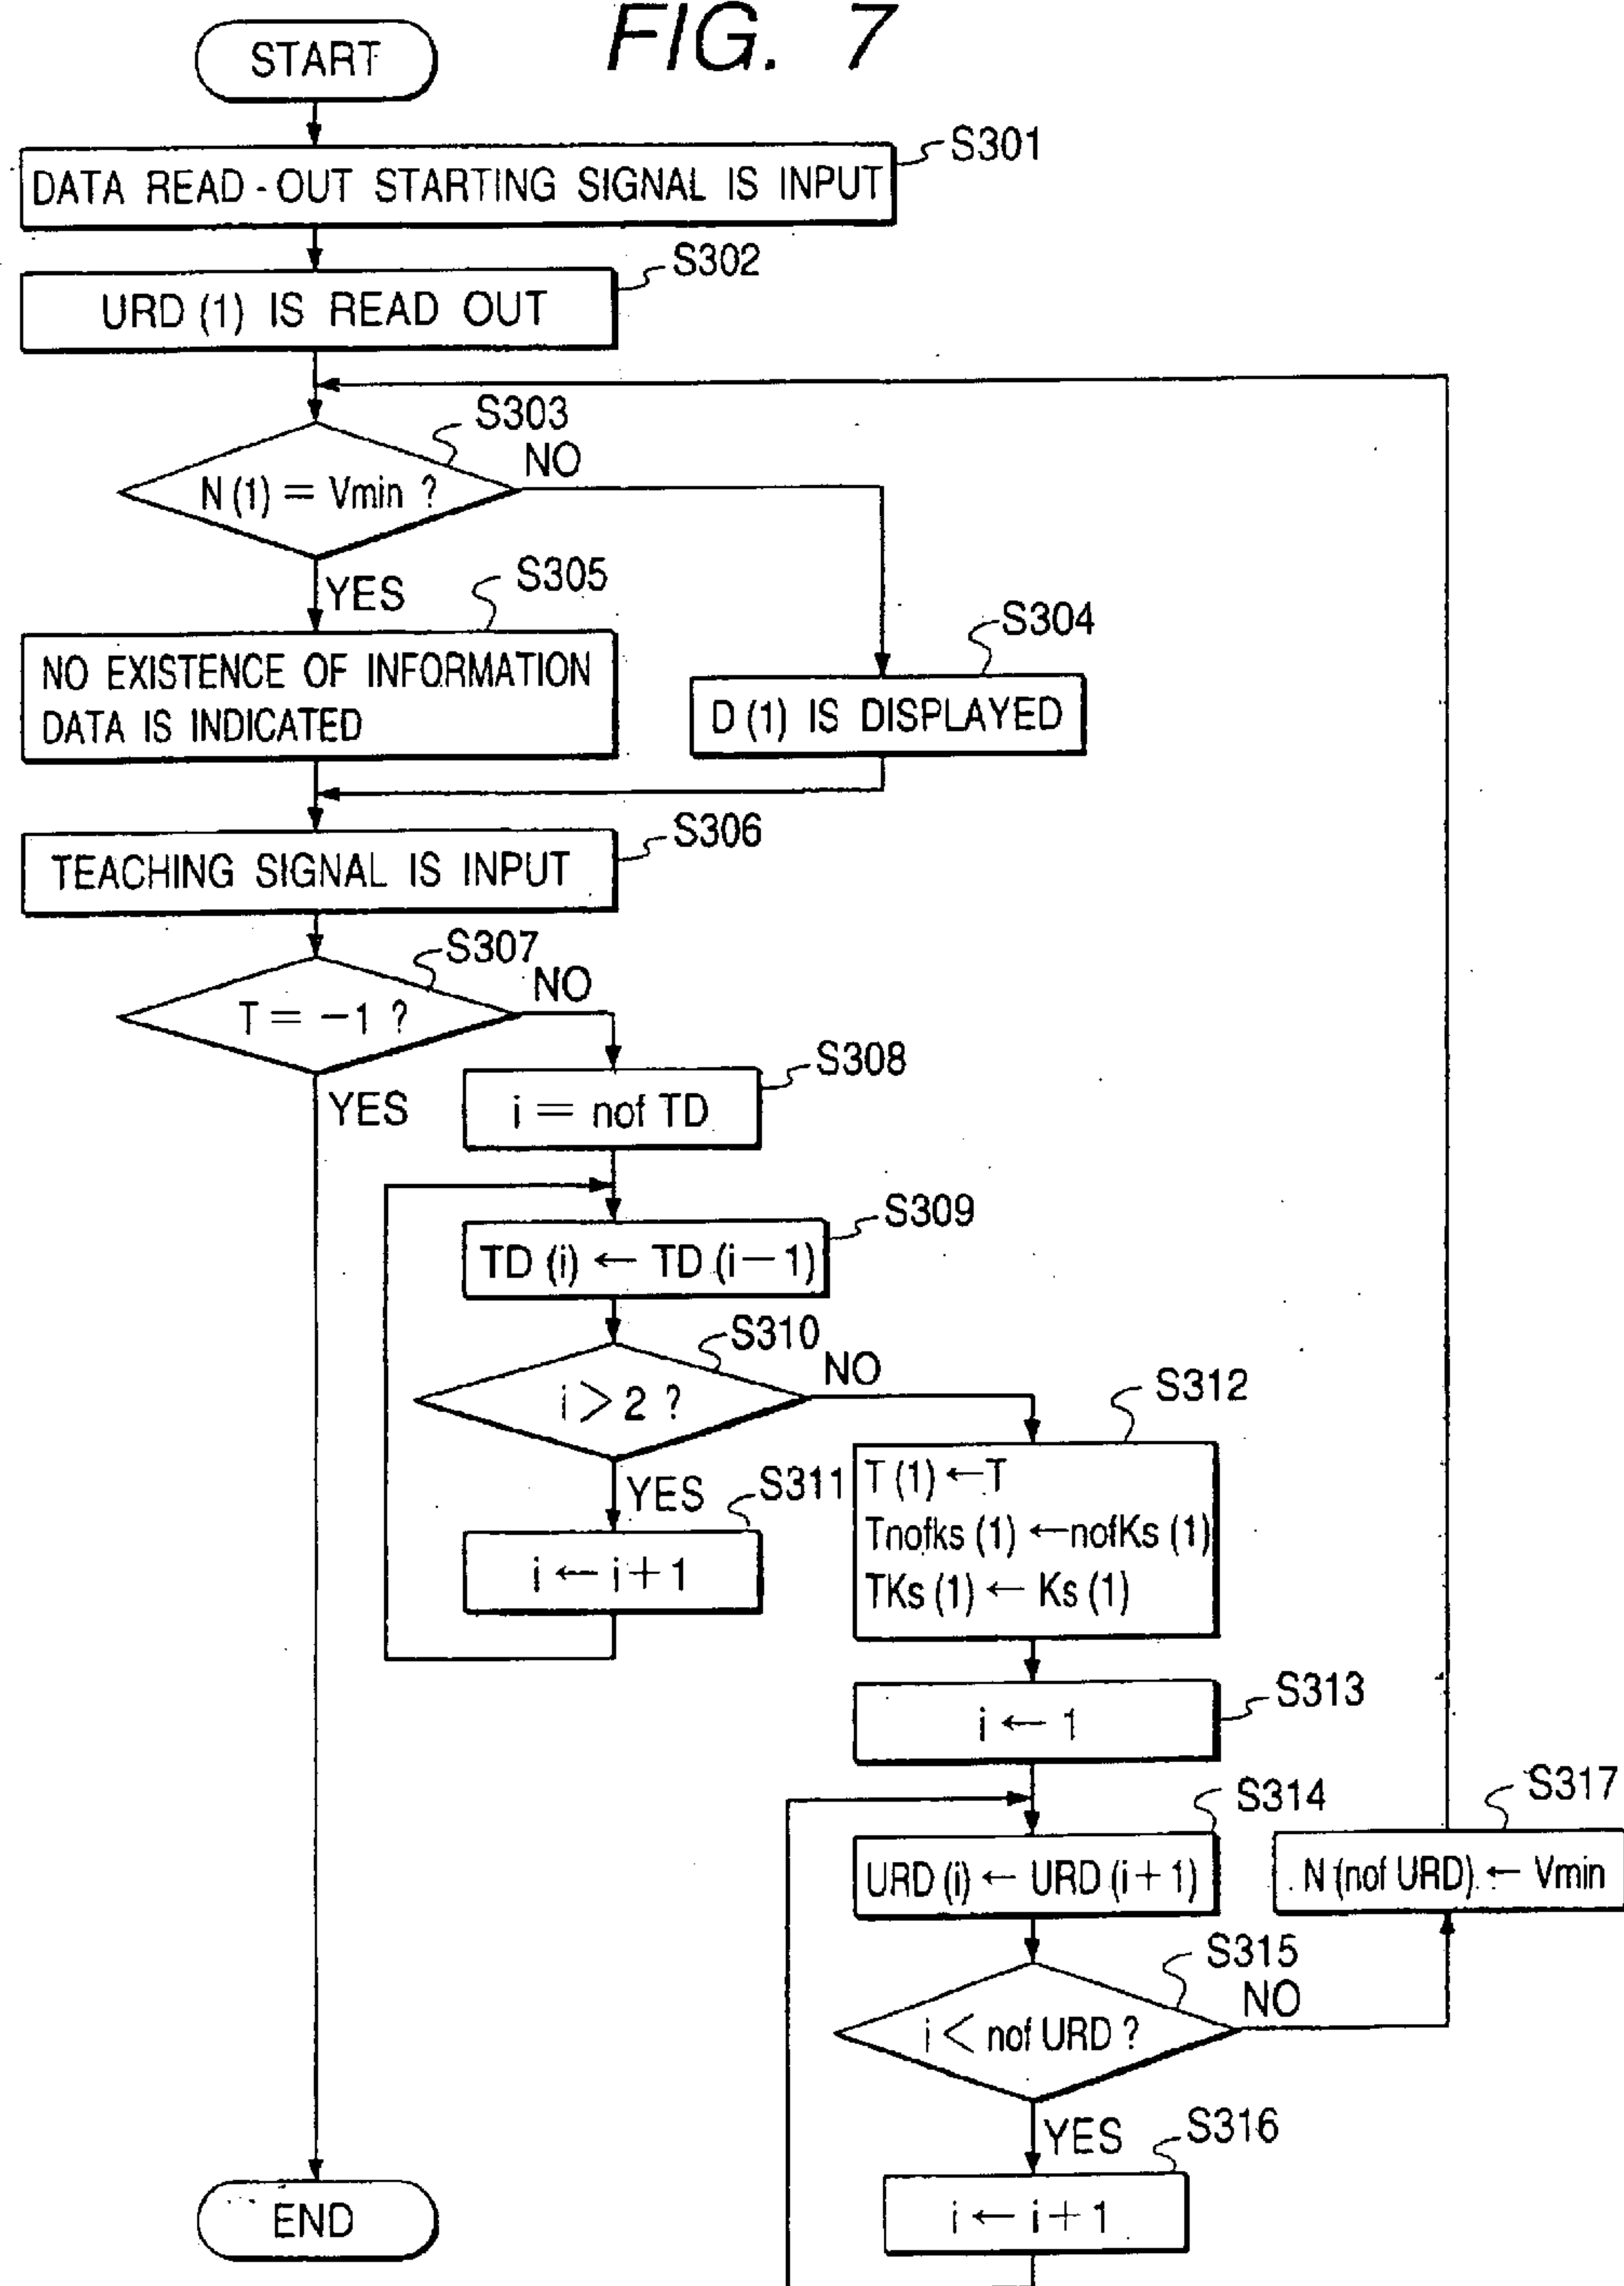 FIG. 7
START
S301
DATA READ-OUT STARTING SIGNAL IS INPUT
S302
URD (1) IS READ OUT
S303
N (1) = Vmin ?
NO
YES
S305
NO EXISTENCE OF INFORMATION
DATA IS INDICATED
S304
D (1) IS DISPLAYED
S306
TEACHING SIGNAL IS INPUT
S307
T = -1 ?
NO
YES
S308
i = nof TD
S309
TD (i) ← TD (i-1)
S310
i > 2 ?
NO
YES
S311
i ← i+1
S312
T (1) ← T
Tnofks (1) ← nofKs (1)
TKs (1) ← Ks (1)
S313
i ← 1
S314
URD (i) ← URD (i+1)
S317
N (nof URD) ← Vmin
S315
i < nof URD ?
NO
YES
S316
i ← i+1
END